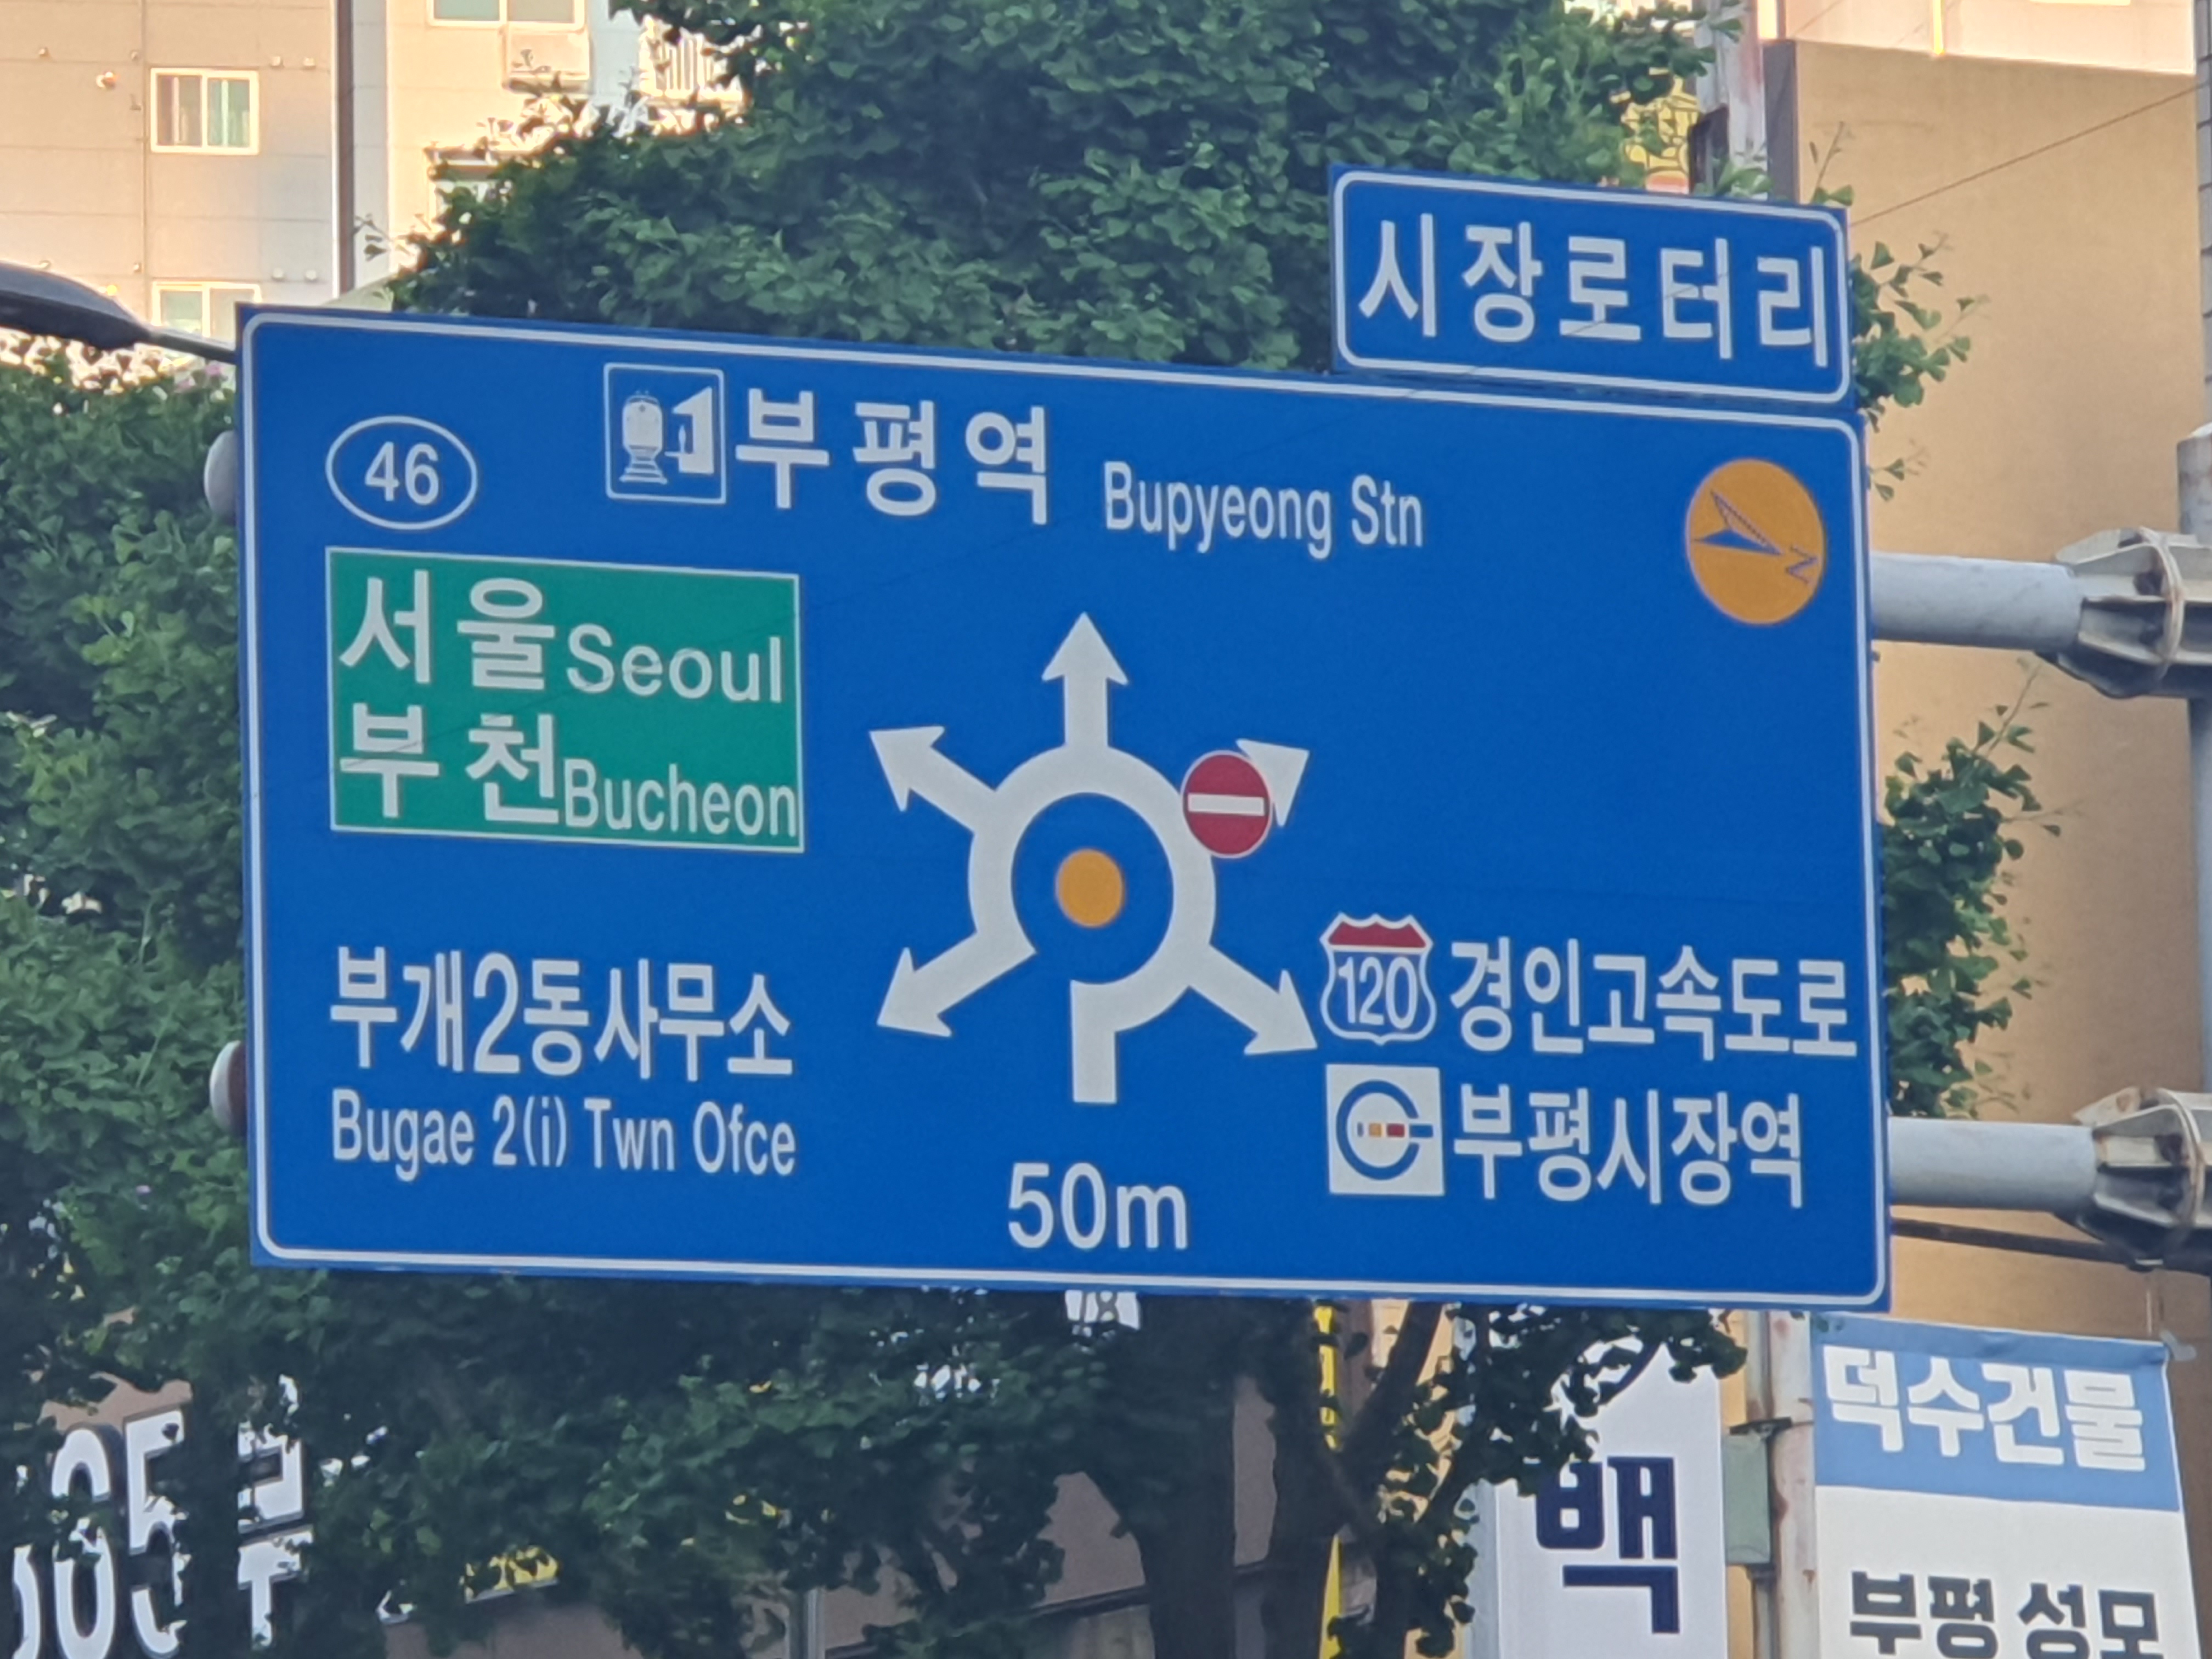 시장로터리
46
부평역 Bupyeong Stn
N
서울 Seoul
부천 Bucheon
부개2동사무소
Bugae 2(i) Twn Ofce
120 경인고속도로
부평시장역
50m
덕수건물
백
부평 성모
365